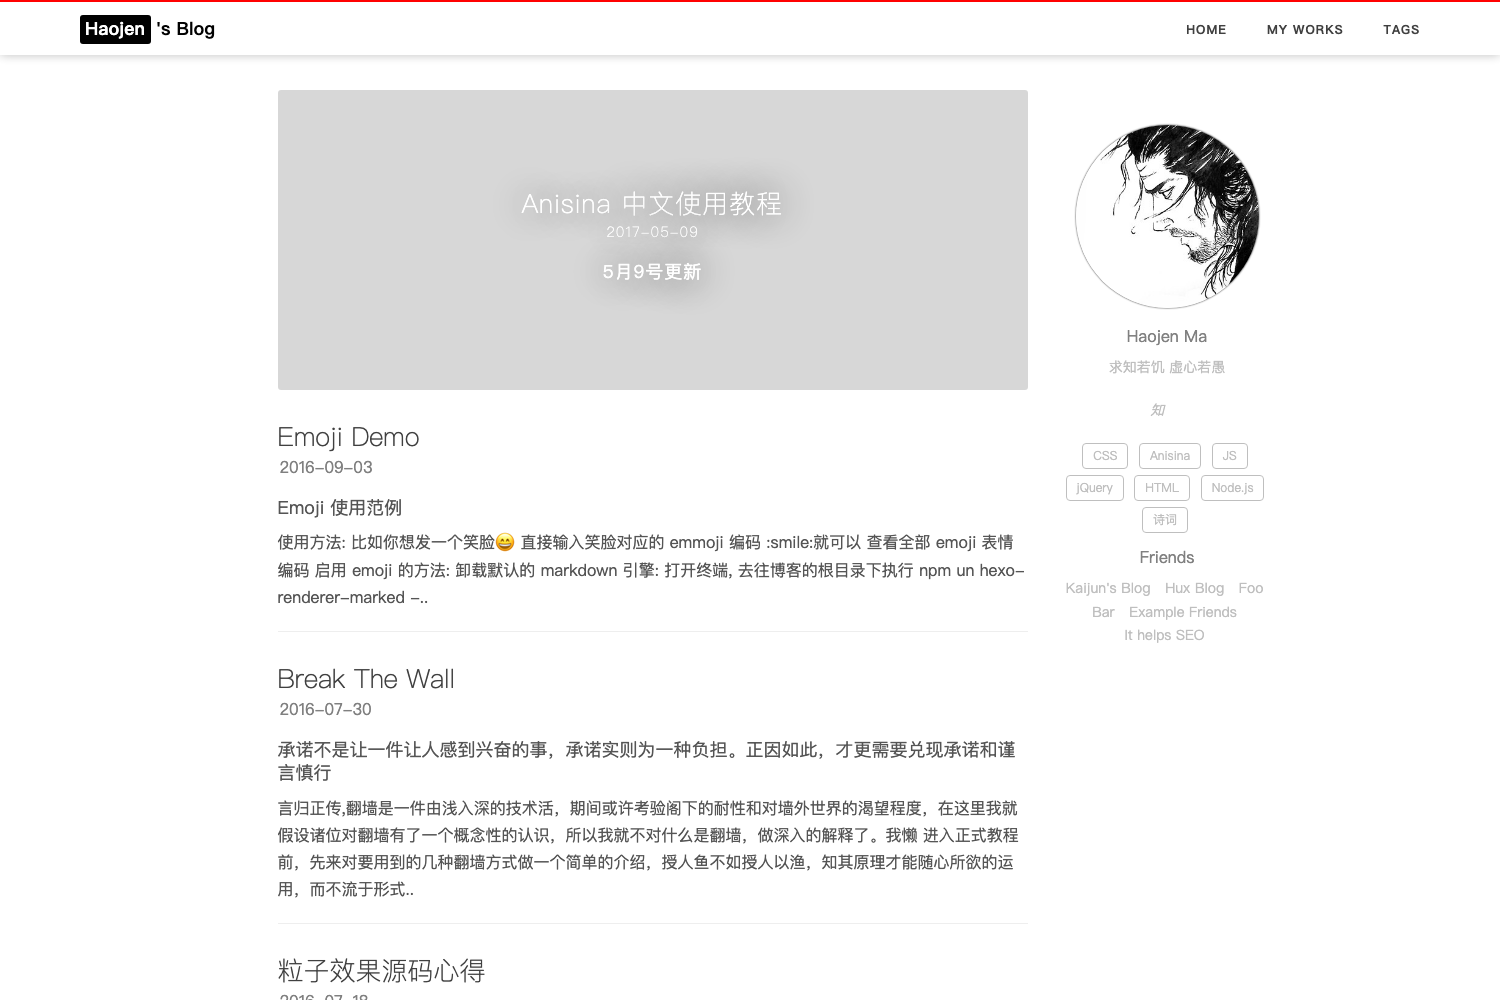 Haojen 's Blog
HOME MY WORKS TAGS
Anisina 中文使用教程
2017-05-09
5月9号更新
Emoji Demo
2016-09-03
Emoji 使用范例
使用方法: 比如你想发一个笑脸😄 直接输入笑脸对应的 emmoji 编码 :smile:就可以 查看全部 emoji 表情
编码 启用 emoji 的方法: 卸载默认的 markdown 引擎: 打开终端, 去往博客的根目录下执行 npm un hexo-
renderer-marked -..
Break The Wall
2016-07-30
承诺不是让一件让人感到兴奋的事，承诺实则为一种负担。正因如此，才更需要兑现承诺和谨
言慎行
言归正传,翻墙是一件由浅入深的技术活，期间或许考验阁下的耐性和对墙外世界的渴望程度，在这里我就
假设诸位对翻墙有了一个概念性的认识，所以我就不对什么是翻墙，做深入的解释了。我懒 进入正式教程
前，先来对要用到的几种翻墙方式做一个简单的介绍，授人鱼不如授人以渔，知其原理才能随心所欲的运
用，而不流于形式..
粒子效果源码心得
2016-07-18
Haojen Ma
求知若饥 虚心若愚
知
CSS Anisina JS
jQuery HTML Node.js
诗词
Friends
Kaijun's Blog Hux Blog Foo
Bar Example Friends
It helps SEO